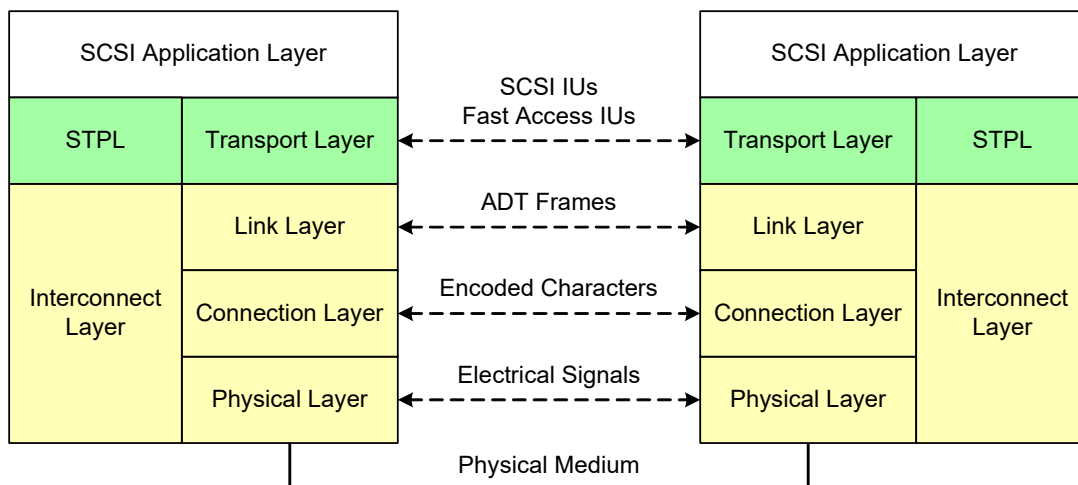 SCSI Application Layer
SCSI Application Layer
SCSI IUs
Fast Access IUs
STPL
Transport Layer
Transport Layer
STPL
ADT Frames
Link Layer
Link Layer
Encoded Characters
Interconnect
Layer
Connection Layer
Connection Layer
Interconnect
Layer
Electrical Signals
Physical Layer
Physical Layer
Physical Medium